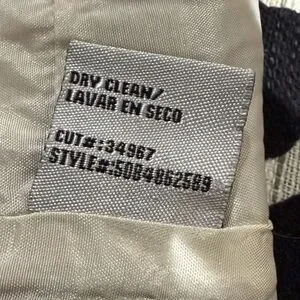 DRY CLEAN/
LAVAR EN SECO
CUT#:34967
STYLE#:5084862589